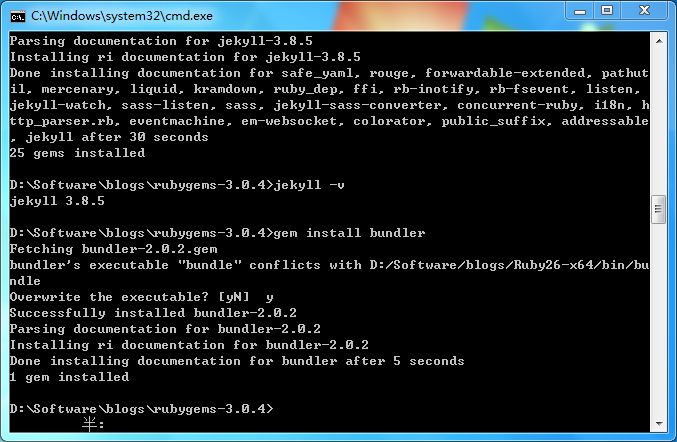 C:\Windows\system32\cmd.exe
Parsing documentation for jekyll-3.8.5
Installing ri documentation for jekyll-3.8.5
Done installing documentation for safe_yaml, rouge, forwardable-extended, pathut
il, mercenary, liquid, kramdown, ruby_dep, ffi, rb-inotify, rb-fsevent, listen,
jekyll-watch, sass-listen, sass, jekyll-sass-converter, concurrent-ruby, i18n, h
ttp_parser.rb, eventmachine, em-websocket, colorator, public_suffix, addressable
, jekyll after 30 seconds
25 gems installed
D:\Software\blogs\rubygems-3.0.4>jekyll -v
jekyll 3.8.5
D:\Software\blogs\rubygems-3.0.4>gem install bundler
Fetching bundler-2.0.2.gem
bundler's executable "bundle" conflicts with D:/Software/blogs/Ruby26-x64/bin/bu
ndle
Overwrite the executable? [yN]  y
Successfully installed bundler-2.0.2
Parsing documentation for bundler-2.0.2
Installing ri documentation for bundler-2.0.2
Done installing documentation for bundler after 5 seconds
1 gem installed
D:\Software\blogs\rubygems-3.0.4>
半: